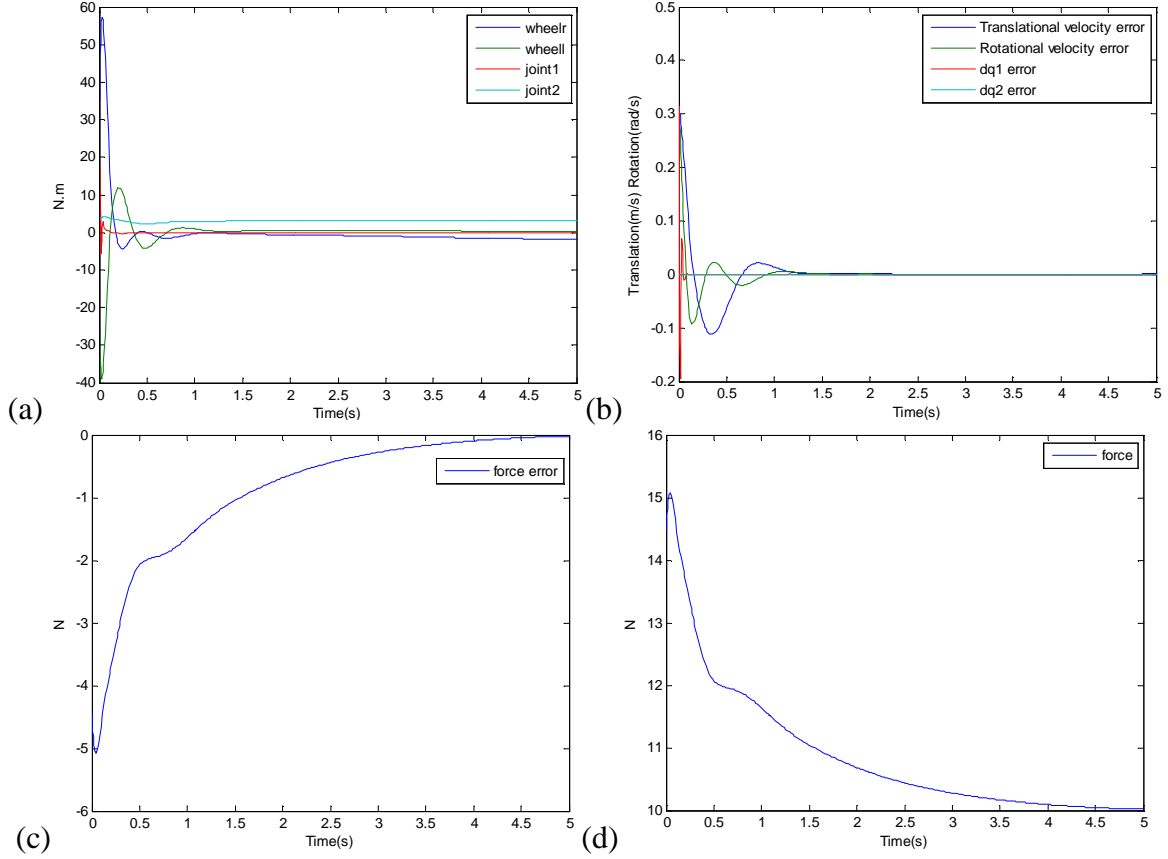 60
50
40
30
20
10
0
-10
-20
-30
-40
N.m
wheelr
wheell
joint1
joint2
0 0.5 1 1.5 2 2.5 3 3.5 4 4.5 5
Time(s)
(a)
0.5
0.4
0.3
0.2
0.1
0
-0.1
-0.2
Translation(m/s) Rotation(rad/s)
Translational velocity error
Rotational velocity error
dq1 error
dq2 error
0 0.5 1 1.5 2 2.5 3 3.5 4 4.5 5
Time(s)
(b)
0
-1
-2
-3
-4
-5
-6
N
force error
0 0.5 1 1.5 2 2.5 3 3.5 4 4.5 5
Time(s)
(c)
16
15
14
13
12
11
10
N
force
0 0.5 1 1.5 2 2.5 3 3.5 4 4.5 5
Time(s)
(d)